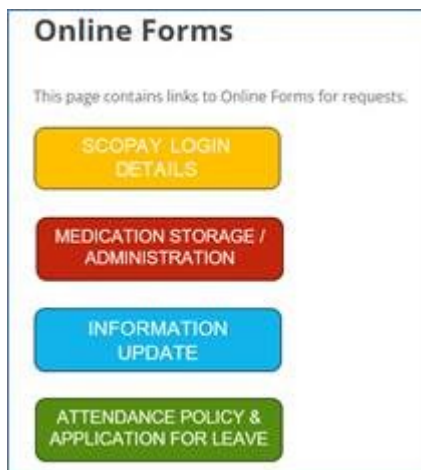 Online Forms
This page contains links to Online Forms for requests.
SCOPAY LOGIN
DETAILS
MEDICATION STORAGE /
ADMINISTRATION
INFORMATION
UPDATE
ATTENDANCE POLICY &
APPLICATION FOR LEAVE